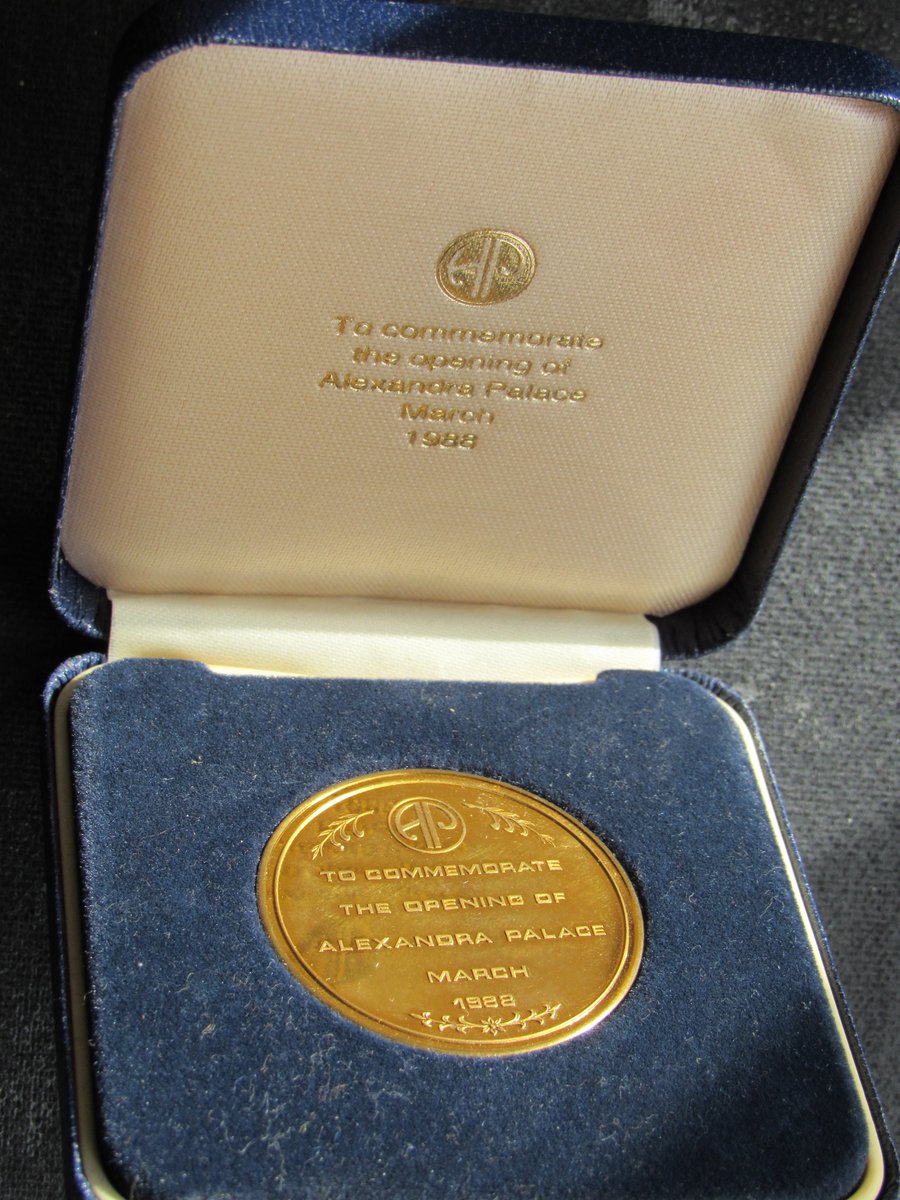 AP
To commemorate
the opening of
Alexandra Palace
March
1988
AP
TO COMMEMORATE
THE OPENING OF
ALEXANDRA PALACE
MARCH
1988